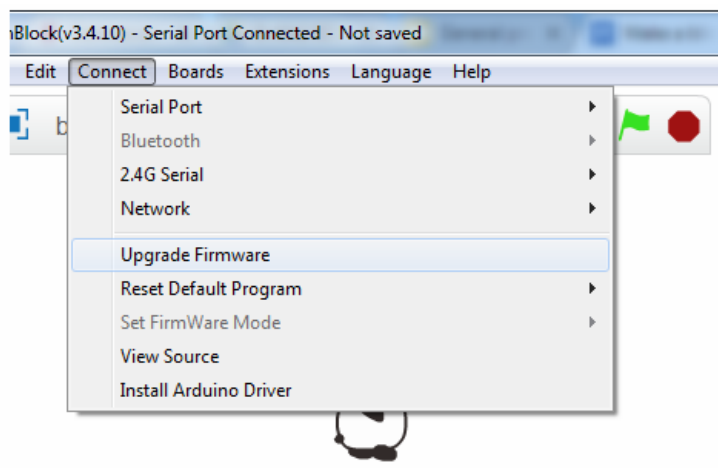 nBlock(v3.4.10) - Serial Port Connected - Not saved
Edit Connect Boards Extensions Language Help
b
Serial Port
Bluetooth
2.4G Serial
Network
Upgrade Firmware
Reset Default Program
Set FirmWare Mode
View Source
Install Arduino Driver